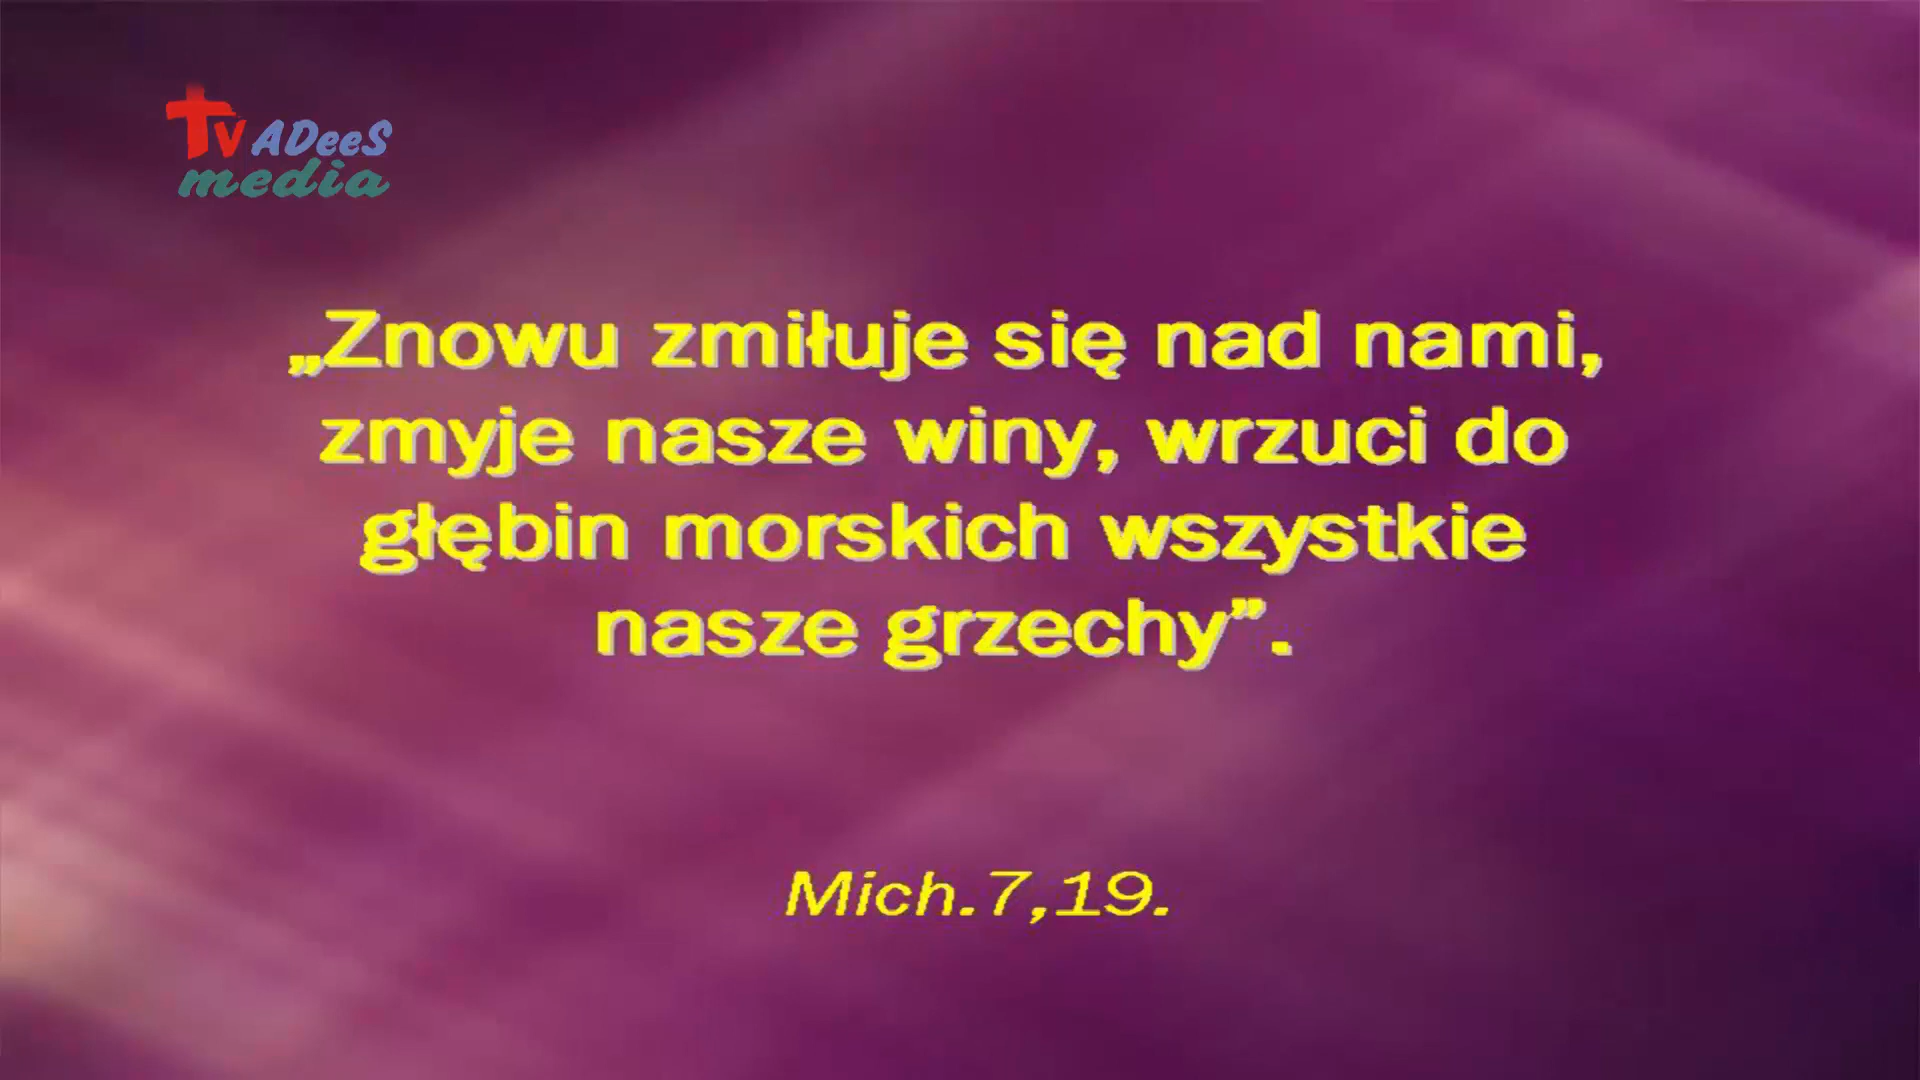 TV ADeeS
media
„Znowu zmiłuje się nad nami,
zmyje nasze winy, wrzuci do
głębin morskich wszystkie
nasze grzechy”.
Mich.7,19.